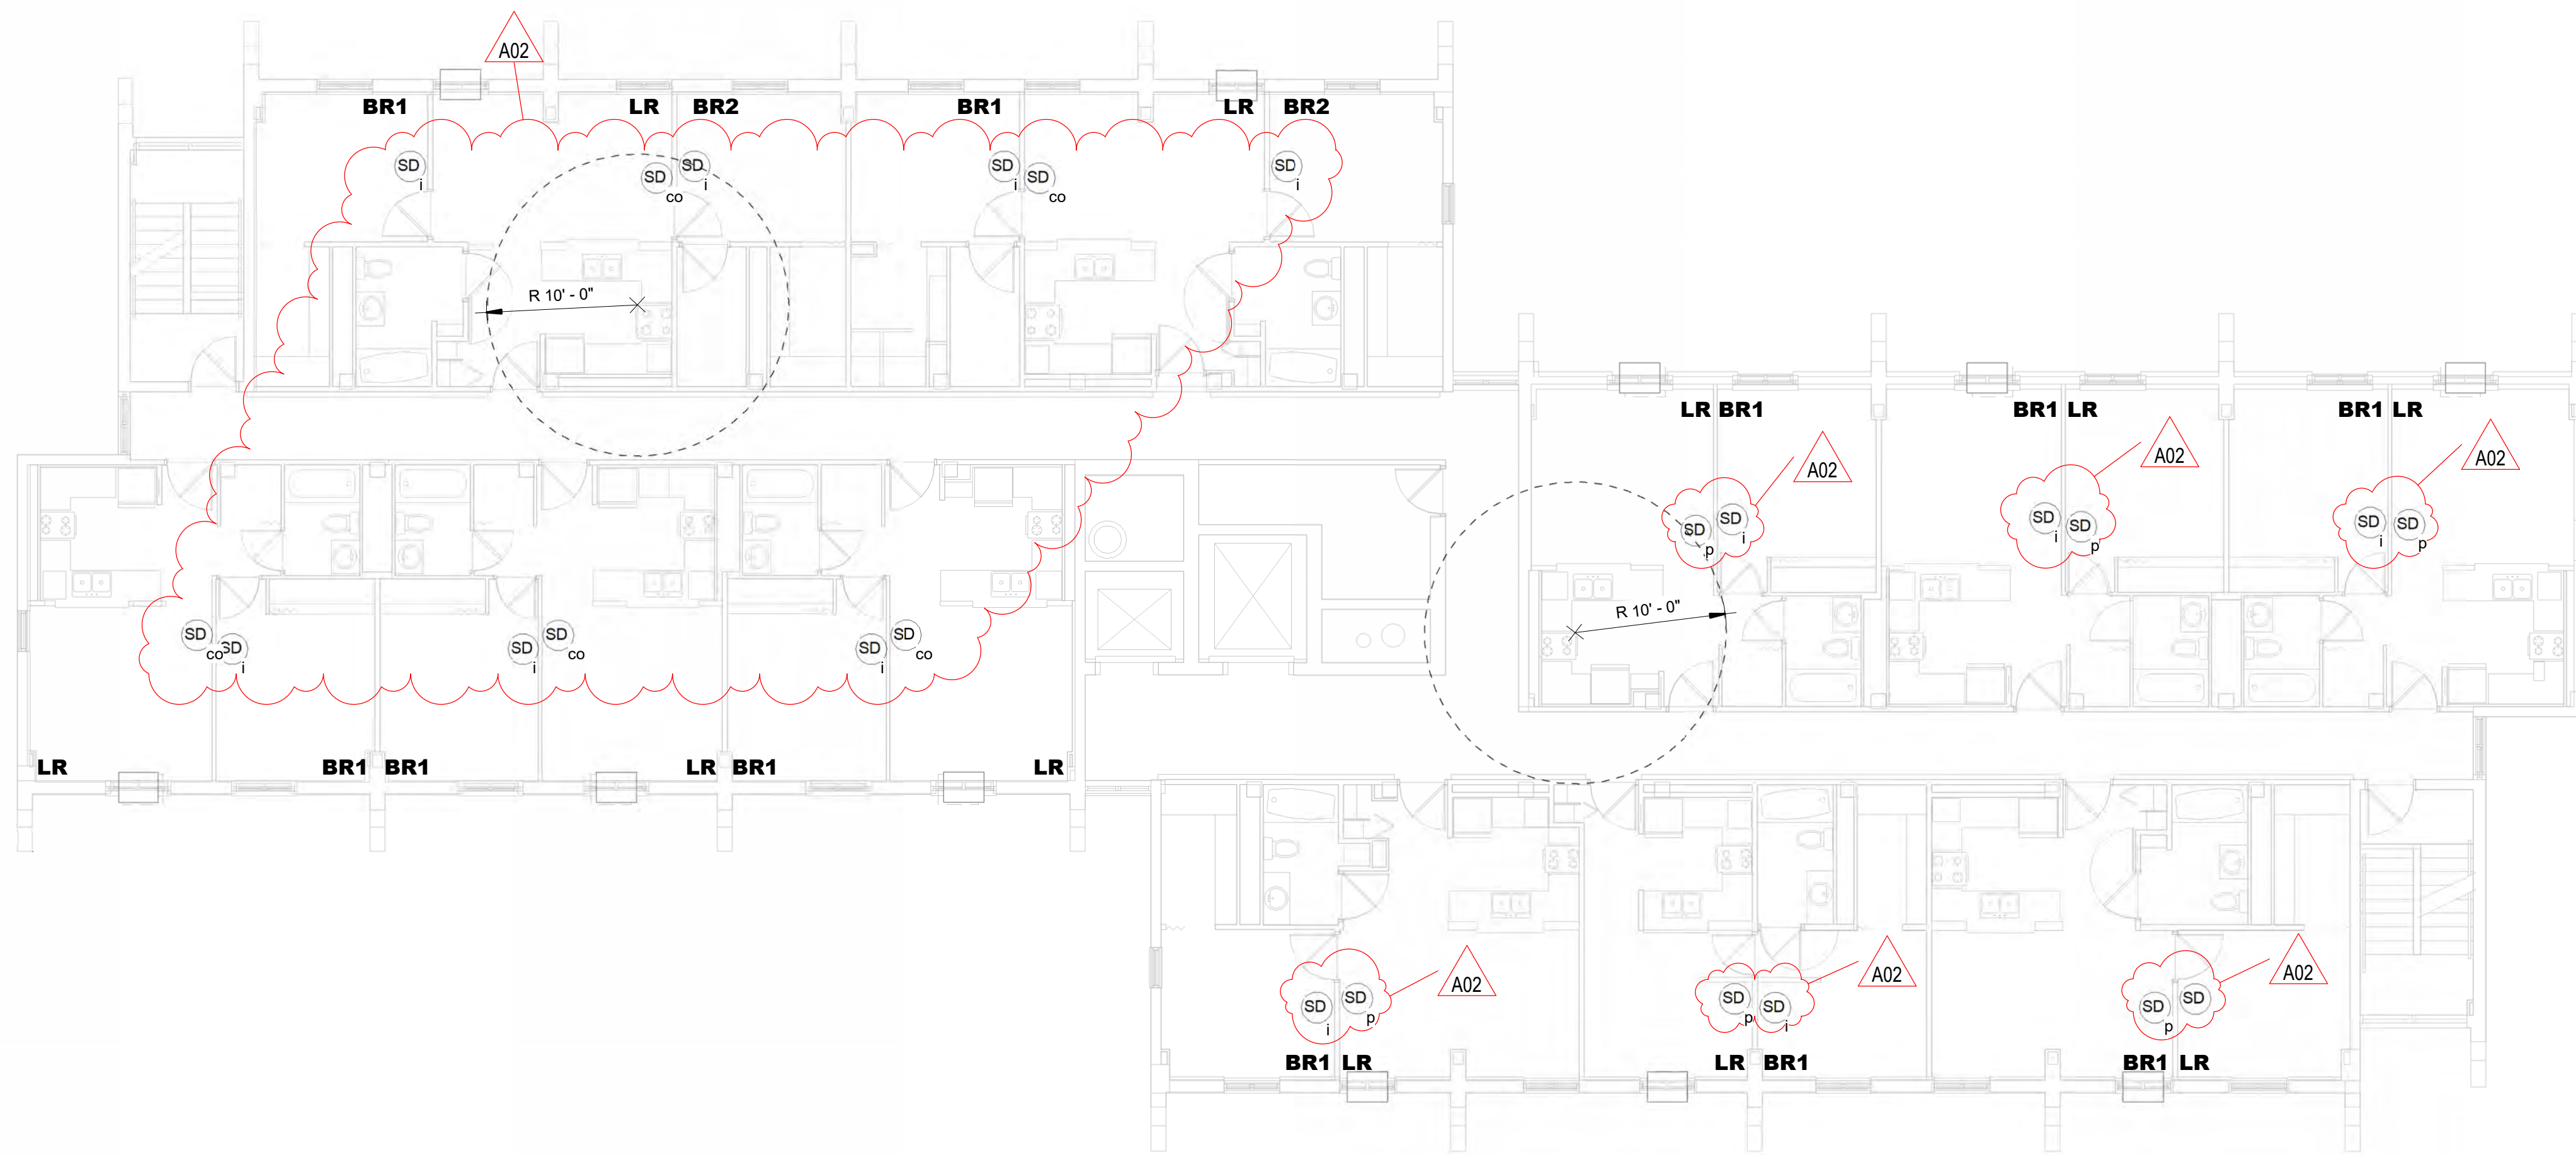 A02
BR1 LR BR2 BR1 LR BR2
SD i SD co SD i SD i SD co SD i
R 10' - 0"
LR BR1 BR1 LR BR1 LR
A02 A02 A02
SD p SD i SD i SD p SD i SD p
R 10' - 0"
SD co SD i SD i SD co SD i SD co
LR BR1 BR1 LR BR1 LR
A02 A02 A02
SD i SD p SD p SD i SD p SD
BR1 LR LR BR1 BR1 LR